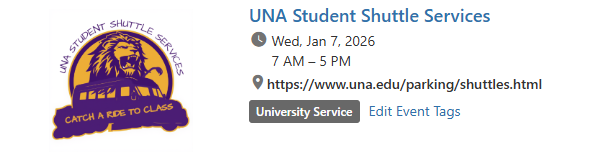 UNA STUDENT SHUTTLE SERVICES
CATCH A RIDE TO CLASS
UNA Student Shuttle Services
Wed, Jan 7, 2026
7 AM – 5 PM
https://www.una.edu/parking/shuttles.html
University Service Edit Event Tags